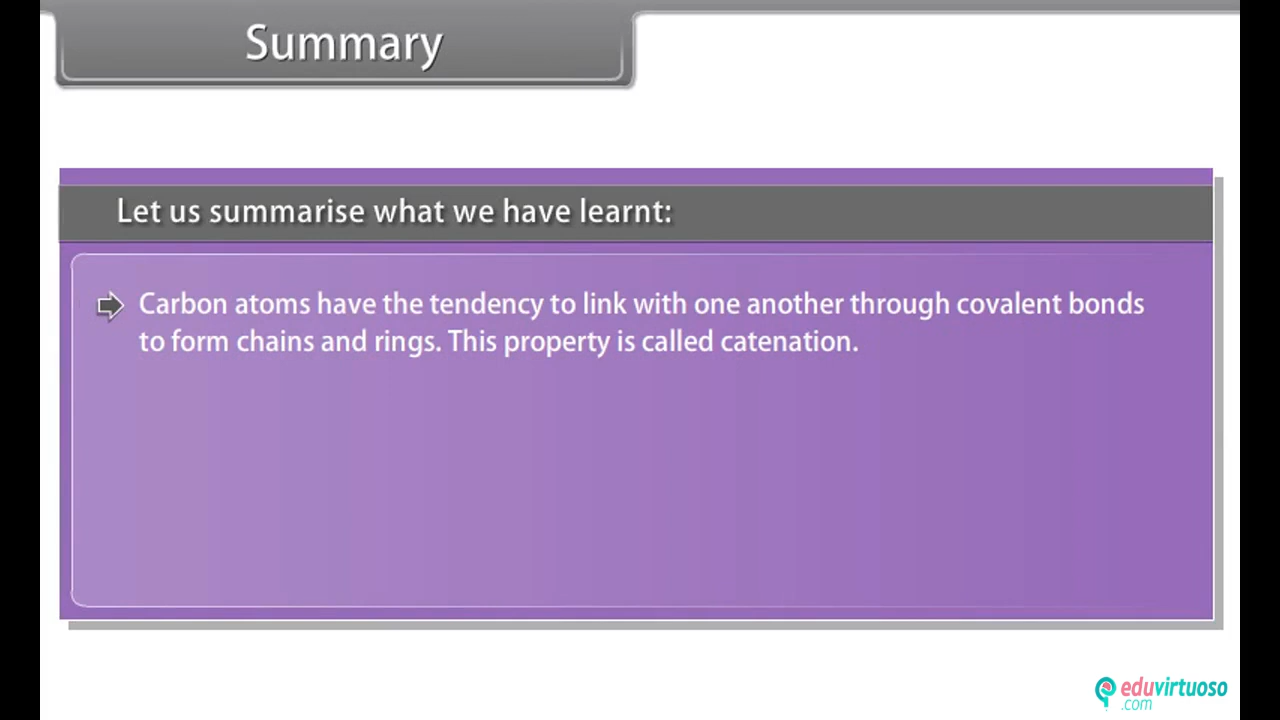 Summary
Let us summarise what we have learnt:
Carbon atoms have the tendency to link with one another through covalent bonds
to form chains and rings. This property is called catenation.
eduvirtuoso
.com